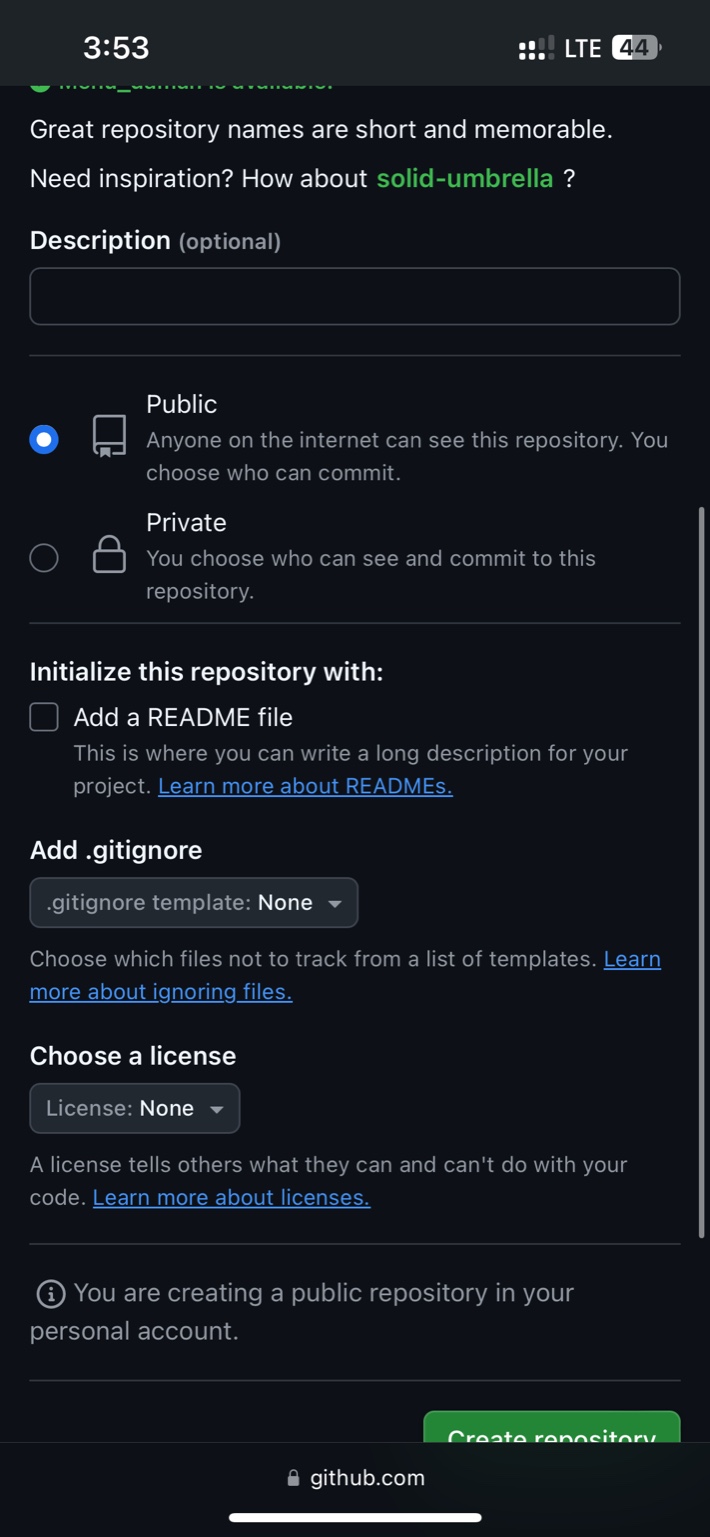 3:53
LTE
44
is available.
Great repository names are short and memorable.
Need inspiration? How about solid-umbrella ?
Description (optional)
Public
Anyone on the internet can see this repository. You
choose who can commit.
Private
You choose who can see and commit to this
repository.
Initialize this repository with:
Add a README file
This is where you can write a long description for your
project. Learn more about READMEs.
Add .gitignore
.gitignore template: None
Choose which files not to track from a list of templates. Learn
more about ignoring files.
Choose a license
License: None
A license tells others what they can and can't do with your
code. Learn more about licenses.
You are creating a public repository in your
personal account.
Create repository
github.com